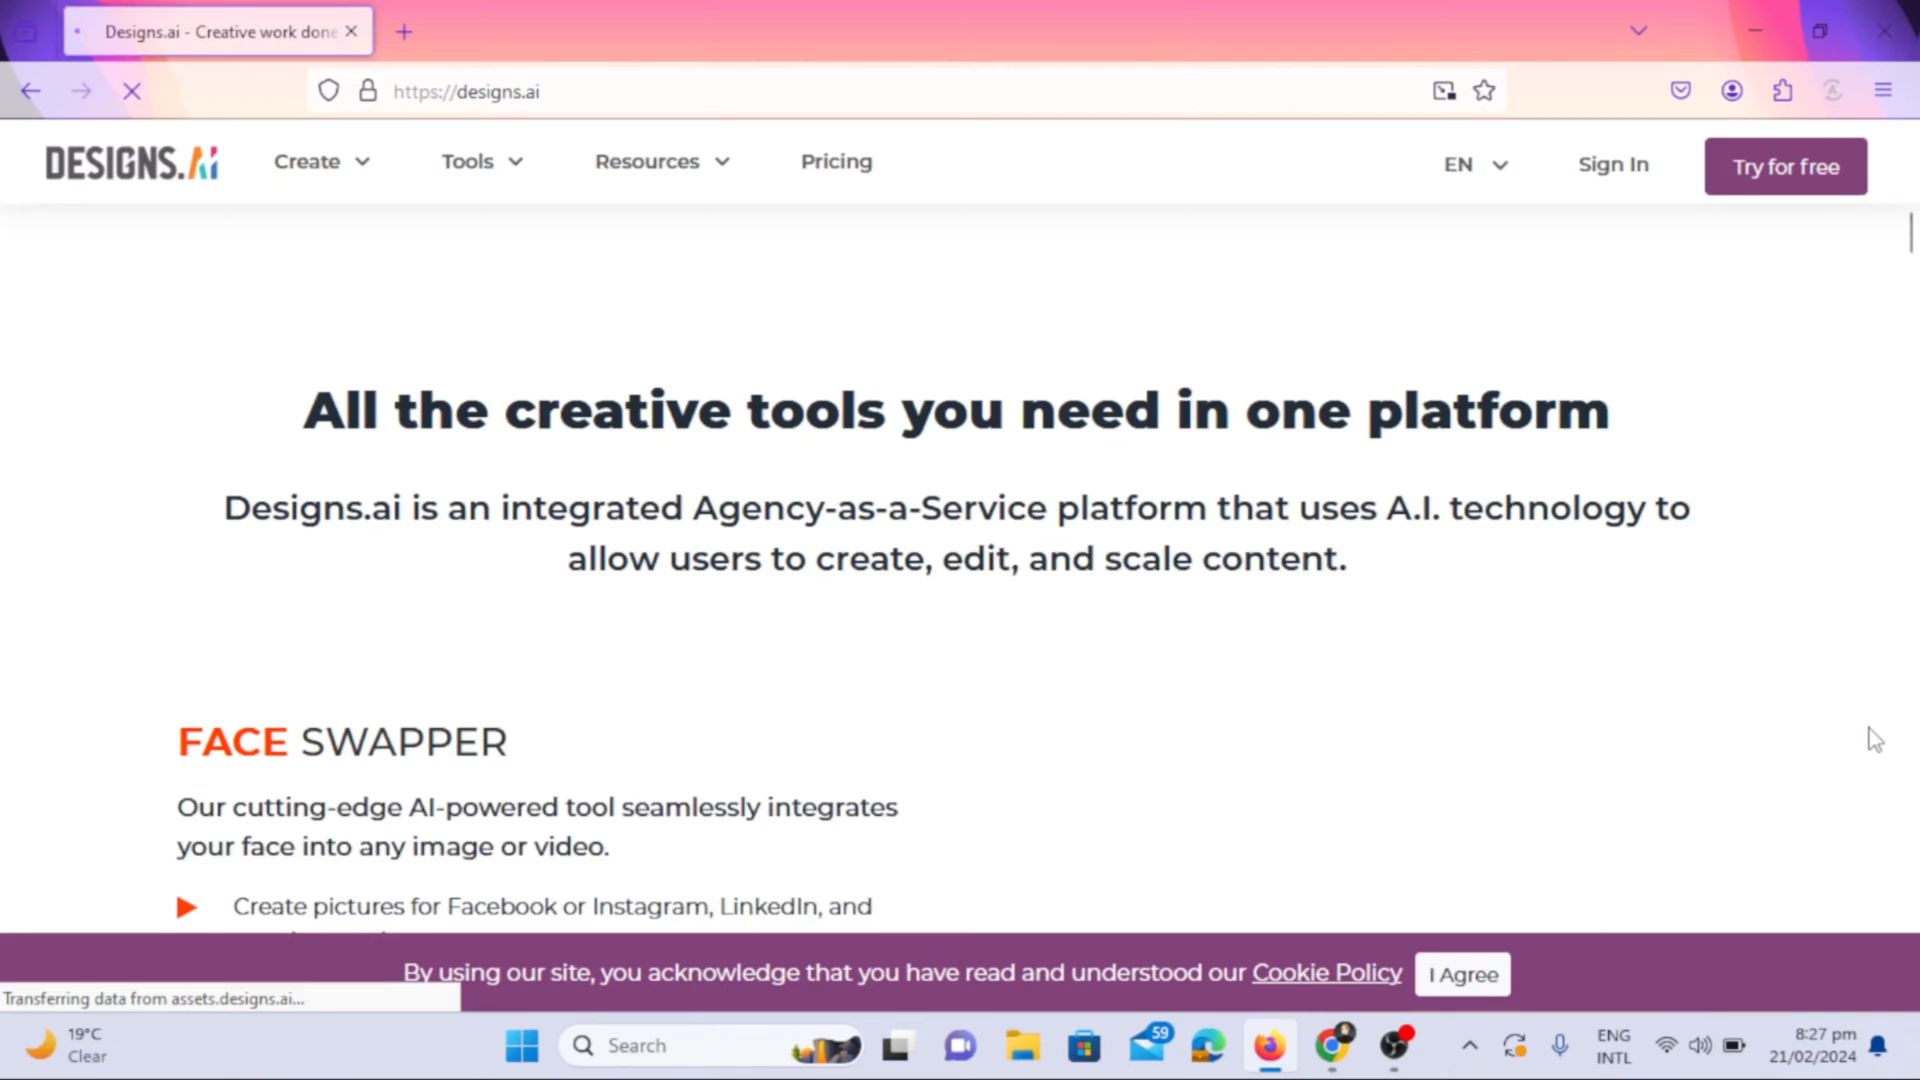 Designs.ai - Creative work done
https://designs.ai
DESIGNS.Ai
Create
Tools
Resources
Pricing
EN
Sign In
Try for free
All the creative tools you need in one platform
Designs.ai is an integrated Agency-as-a-Service platform that uses A.I. technology to
allow users to create, edit, and scale content.
FACE SWAPPER
Our cutting-edge AI-powered tool seamlessly integrates
your face into any image or video.
Create pictures for Facebook or Instagram, LinkedIn, and
By using our site, you acknowledge that you have read and understood our Cookie Policy
I Agree
Transferring data from assets.designs.ai...
19°C
Clear
Search
59
ENG
INTL
8:27 pm
21/02/2024